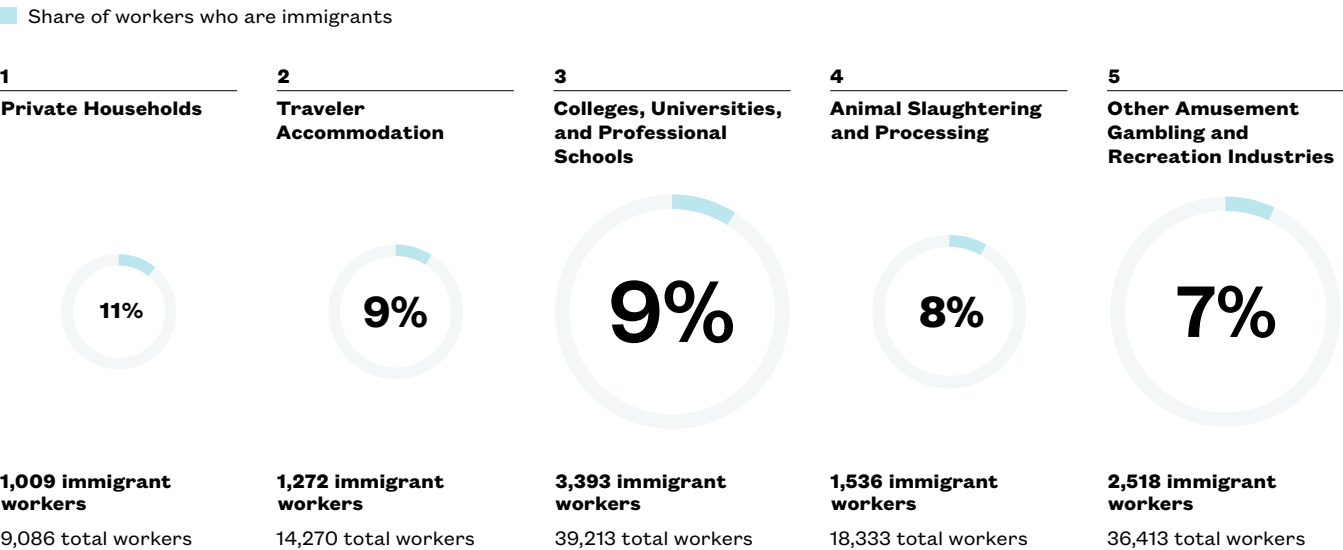 Share of workers who are immigrants
1
Private Households
11%
1,009 immigrant
workers
9,086 total workers
2
Traveler
Accommodation
9%
1,272 immigrant
workers
14,270 total workers
3
Colleges, Universities,
and Professional
Schools
9%
3,393 immigrant
workers
39,213 total workers
4
Animal Slaughtering
and Processing
8%
1,536 immigrant
workers
18,333 total workers
5
Other Amusement
Gambling and
Recreation Industries
7%
2,518 immigrant
workers
36,413 total workers